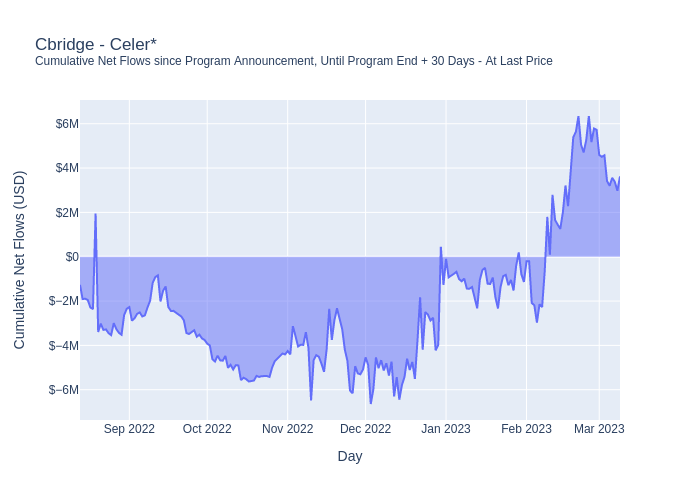 Cbridge - Celer*
Cumulative Net Flows since Program Announcement, Until Program End + 30 Days - At Last Price
Cumulative Net Flows (USD)
$6M
$4M
$2M
$0
$−2M
$−4M
$−6M
Sep 2022 Oct 2022 Nov 2022 Dec 2022 Jan 2023 Feb 2023 Mar 2023
Day